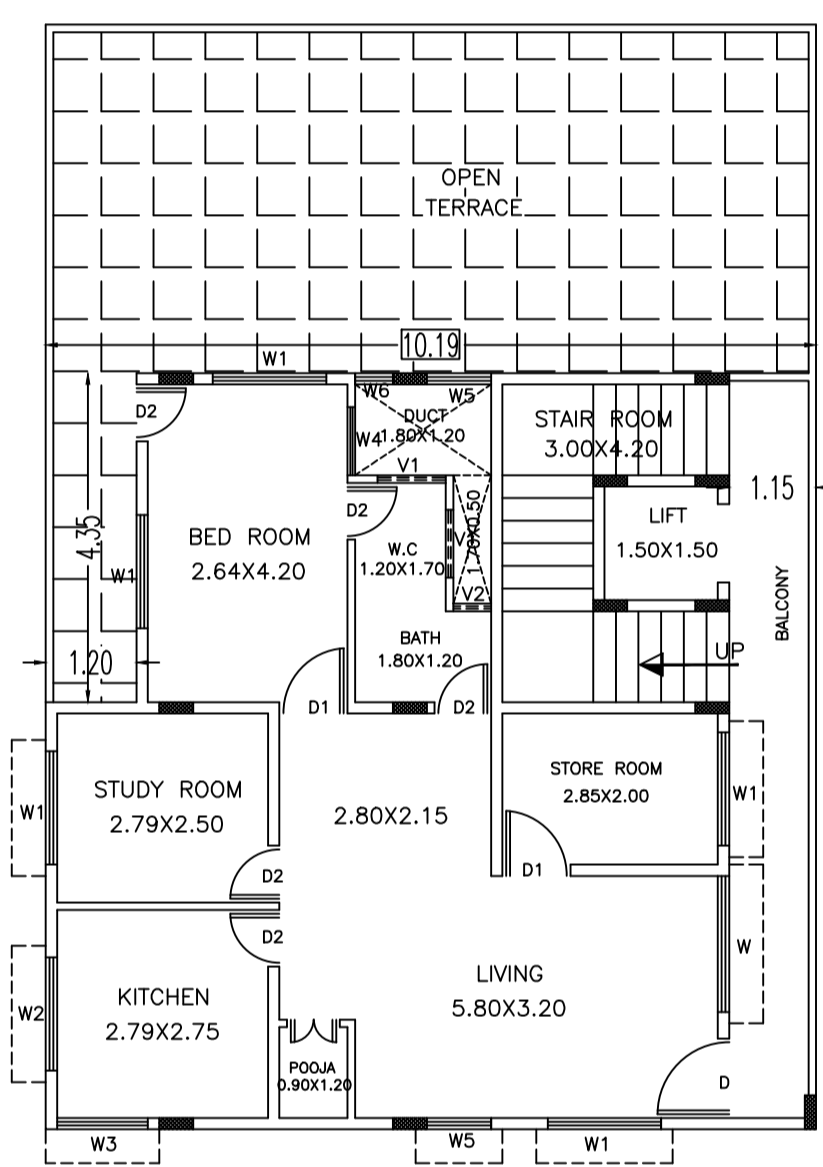 OPEN
TERRACE
10.19
W1
W6
W5
D2
DUCT
1.80X1.20
W4
V1
STAIR ROOM
3.00X4.20
1.15
D2
1.70X0.50
LIFT
1.50X1.50
4.35
BED ROOM
2.64X4.20
W.C
1.20X1.70
W1
V2
BALCONY
BATH
1.80X1.20
UP
1.20
D1
D2
STORE ROOM
2.85X2.00
W1
STUDY ROOM
2.79X2.50
W1
2.80X2.15
D2
D1
D2
W
LIVING
5.80X3.20
KITCHEN
2.79X2.75
W2
POOJA
0.90X1.20
D
W3
W5
W1